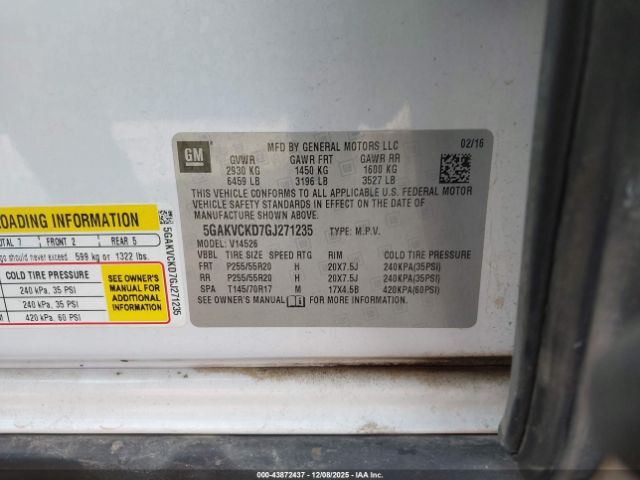 GM
MFD BY GENERAL MOTORS LLC 02/16
GVWR GAWR FRT GAWR RR
2930 KG 1450 KG 1600 KG
6459 LB 3196 LB 3527 LB
THIS VEHICLE CONFORMS TO ALL APPLICABLE U.S. FEDERAL MOTOR
VEHICLE SAFETY STANDARDS IN EFFECT ON THE DATE OF
MANUFACTURE SHOWN ABOVE.
5GAKVCKD7GJ271235 TYPE: M.P.V.
MODEL: V14526
VBBL TIRE SIZE SPEED RTG RIM COLD TIRE PRESSURE
FRT P255/55R20 H 20X7.5J 240KPA(35PSI)
RR P255/55R20 H 20X7.5J 240KPA(35PSI)
SPA T145/70R17 M 17X4.5B 420KPA(60PSI)
SEE OWNER'S MANUAL FOR MORE INFORMATION.
OADING INFORMATION
OTAL 7 FRONT 2 REAR 5
go should never exceed 599 kg or 1322 lbs.
COLD TIRE PRESSURE
240 kPa, 35 PSI
240 kPa, 35 PSI
M 420 kPa, 60 PSI
SEE OWNER'S
MANUAL FOR
ADDITIONAL
INFORMATION
5GAKVCKD7GJ271235
000-43872437 - 12/08/2025 - IAAI.COM